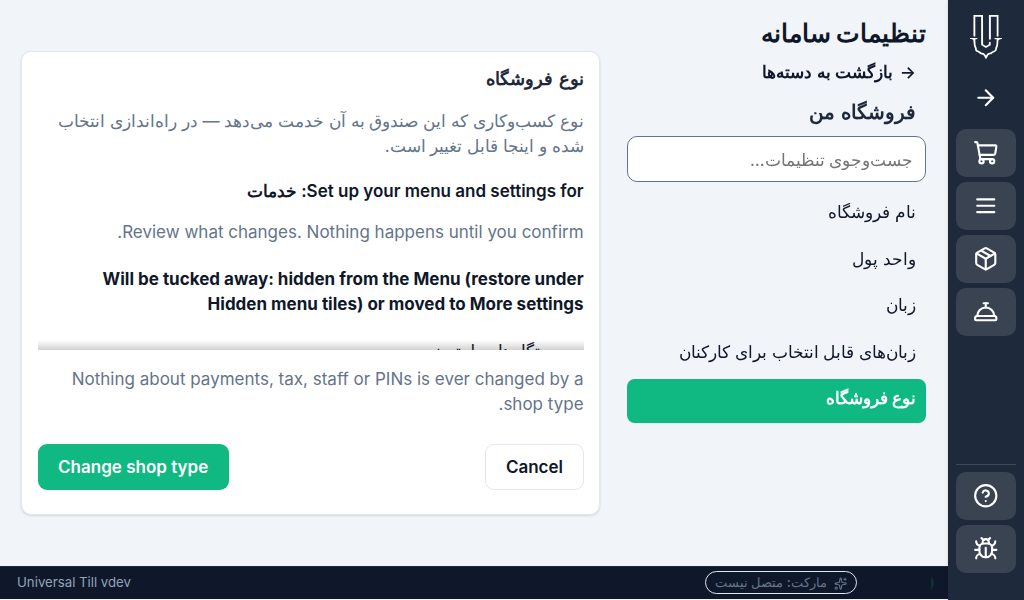 تنظیمات سامانه
بازگشت به دسته‌ها
فروشگاه من
جست‌وجوی تنظیمات...
نام فروشگاه
واحد پول
زبان
زبان‌های قابل انتخاب برای کارکنان
نوع فروشگاه
نوع فروشگاه
نوع کسب‌وکاری که این صندوق به آن خدمت می‌دهد — در راه‌اندازی انتخاب
شده و اینجا قابل تغییر است.
Set up your menu and settings for: خدمات
Review what changes. Nothing happens until you confirm.
Will be tucked away: hidden from the Menu (restore under
Hidden menu tiles) or moved to More settings
Nothing about payments, tax, staff or PINs is ever changed by a
shop type.
Cancel
Change shop type
مارکت: متصل نیست
Universal Till vdev